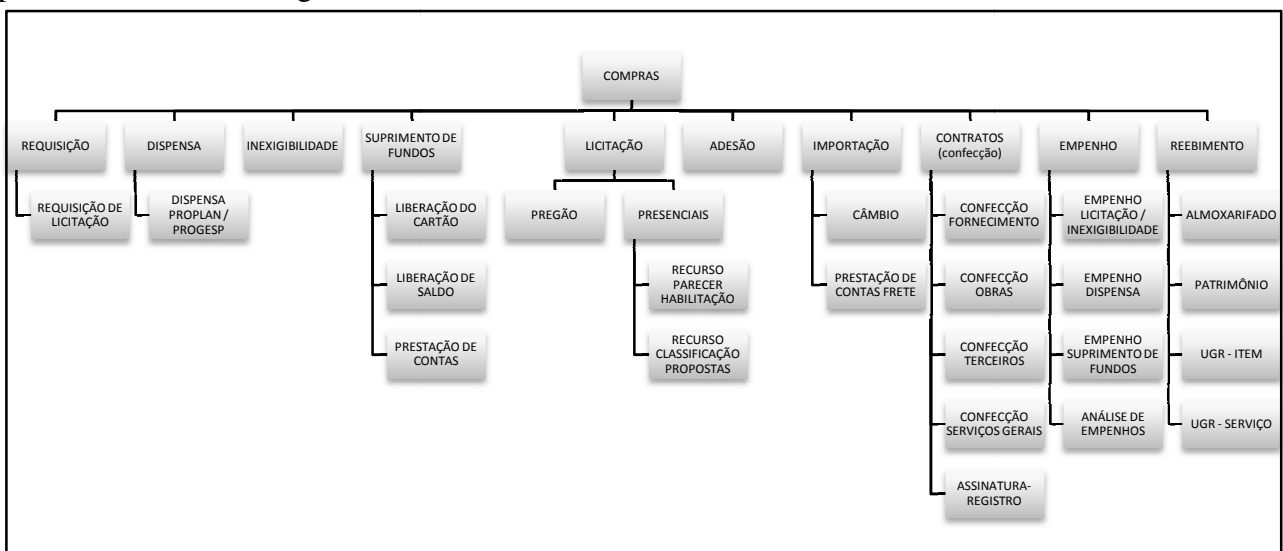 COMPRAS
REQUISIÇÃO
DISPENSA
INEXIGIBILIDADE
SUPRIMENTO DE
FUNDOS
LICITAÇÃO
ADESÃO
IMPORTAÇÃO
CONTRATOS
(confecção)
EMPENHO
REEBIMENTO
REQUISIÇÃO DE
LICITAÇÃO
DISPENSA
PROPLAN /
PROGESP
LIBERAÇÃO DO
CARTÃO
LIBERAÇÃO DE
SALDO
PRESTAÇÃO DE
CONTAS
PREGÃO
PRESENCIAIS
RECURSO
PARECER
HABILITAÇÃO
RECURSO
CLASSIFICAÇÃO
PROPOSTAS
CÂMBIO
PRESTAÇÃO DE
CONTAS FRETE
CONFECÇÃO
FORNECIMENTO
CONFECÇÃO
OBRAS
CONFECÇÃO
TERCEIROS
CONFECÇÃO
SERVIÇOS GERAIS
ASSINATURA-
REGISTRO
EMPENHO
LICITAÇÃO /
INEXIGIBILIDADE
EMPENHO
DISPENSA
EMPENHO
SUPRIMENTO DE
FUNDOS
ANÁLISE DE
EMPENHOS
ALMOXARIFADO
PATRIMÔNIO
UGR - ITEM
UGR - SERVIÇO